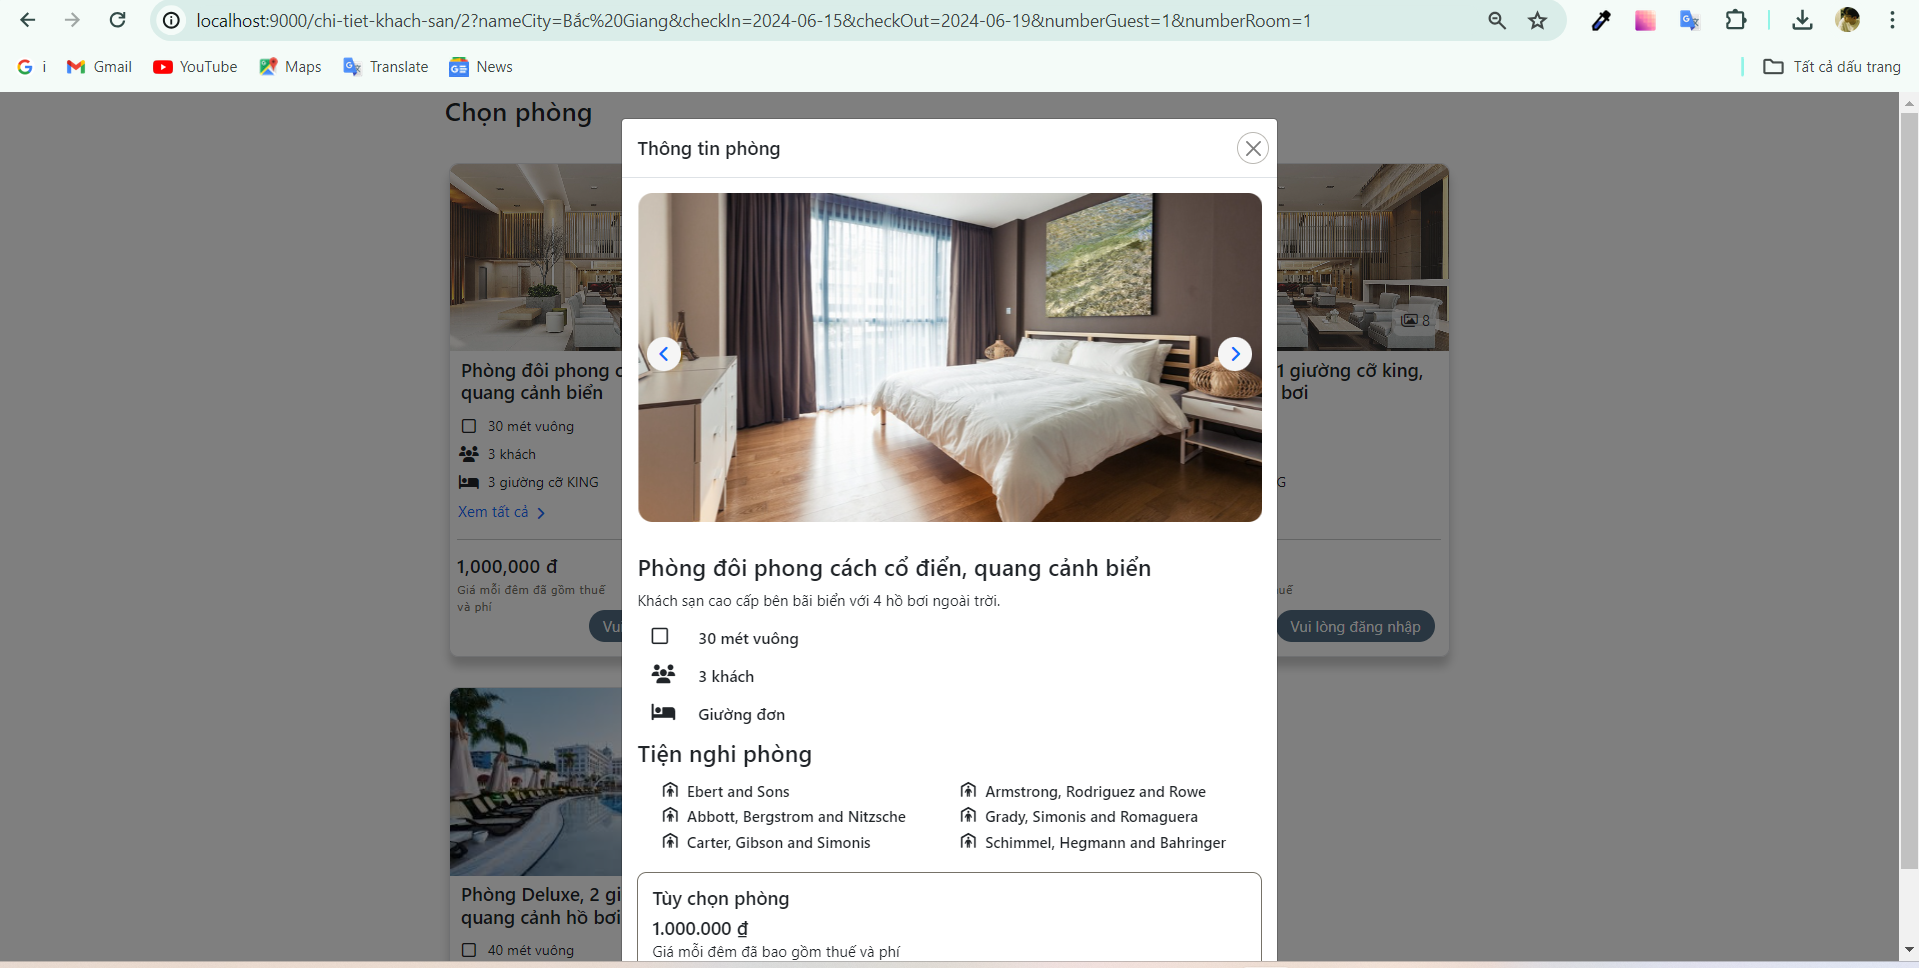 localhost:9000/chi-tiet-khach-san/2?nameCity=Bắc%20Giang&checkIn=2024-06-15&checkOut=2024-06-19&numberGuest=1&numberRoom=1
i Gmail YouTube Maps Translate News Tất cả dấu trang
Chọn phòng
Thông tin phòng
8
Phòng đôi phong c
quang cảnh biển
30 mét vuông
3 khách
3 giường cỡ KING
Xem tất cả
1,000,000 đ
Giá mỗi đêm đã gồm thuế
và phí
Vu
1 giường cỡ king,
bơi
G
uế
Vui lòng đăng nhập
Phòng đôi phong cách cổ điển, quang cảnh biển
Khách sạn cao cấp bên bãi biển với 4 hồ bơi ngoài trời.
30 mét vuông
3 khách
Giường đơn
Tiện nghi phòng
Ebert and Sons
Armstrong, Rodriguez and Rowe
Abbott, Bergstrom and Nitzsche
Grady, Simonis and Romaguera
Carter, Gibson and Simonis
Schimmel, Hegmann and Bahringer
Tùy chọn phòng
1.000.000 ₫
Giá mỗi đêm đã bao gồm thuế và phí
Phòng Deluxe, 2 gi
quang cảnh hồ bơi
40 mét vuông